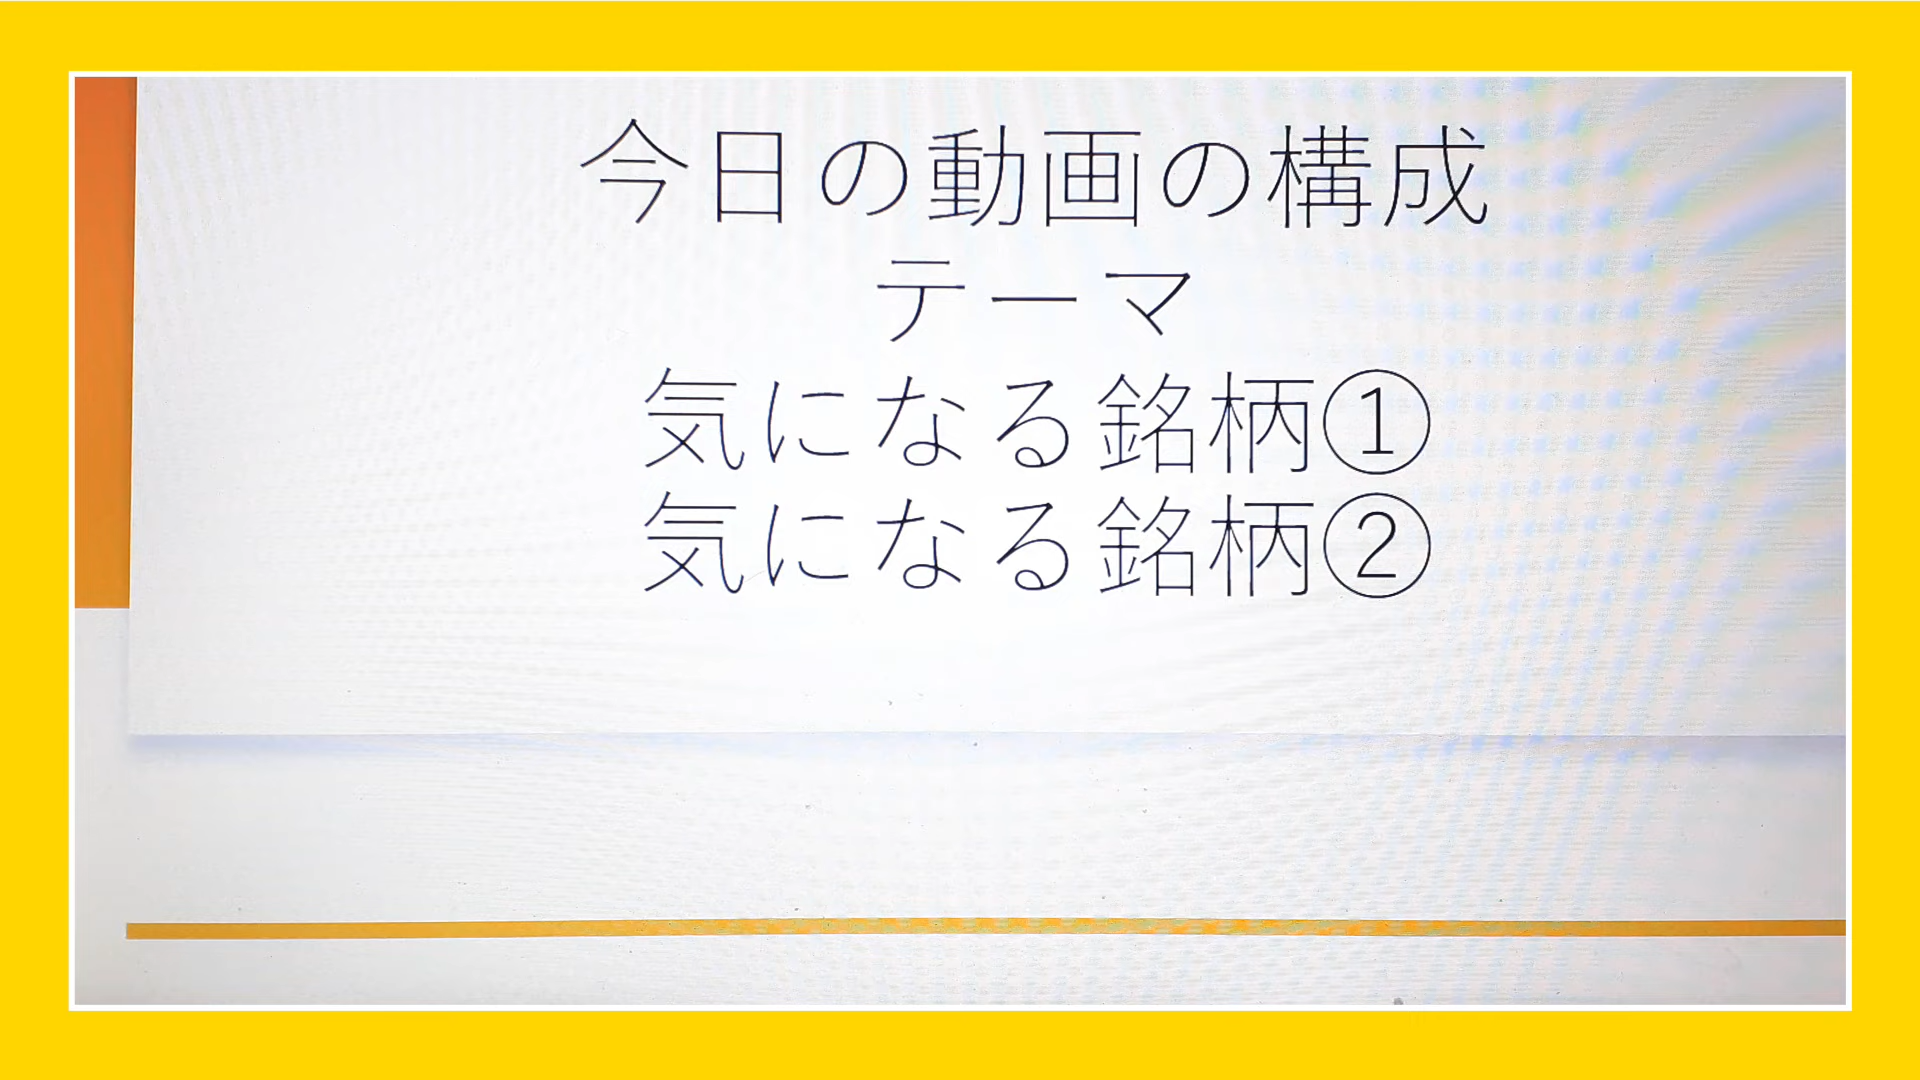 今日の動画の構成
テーマ
気になる銘柄①
気になる銘柄②